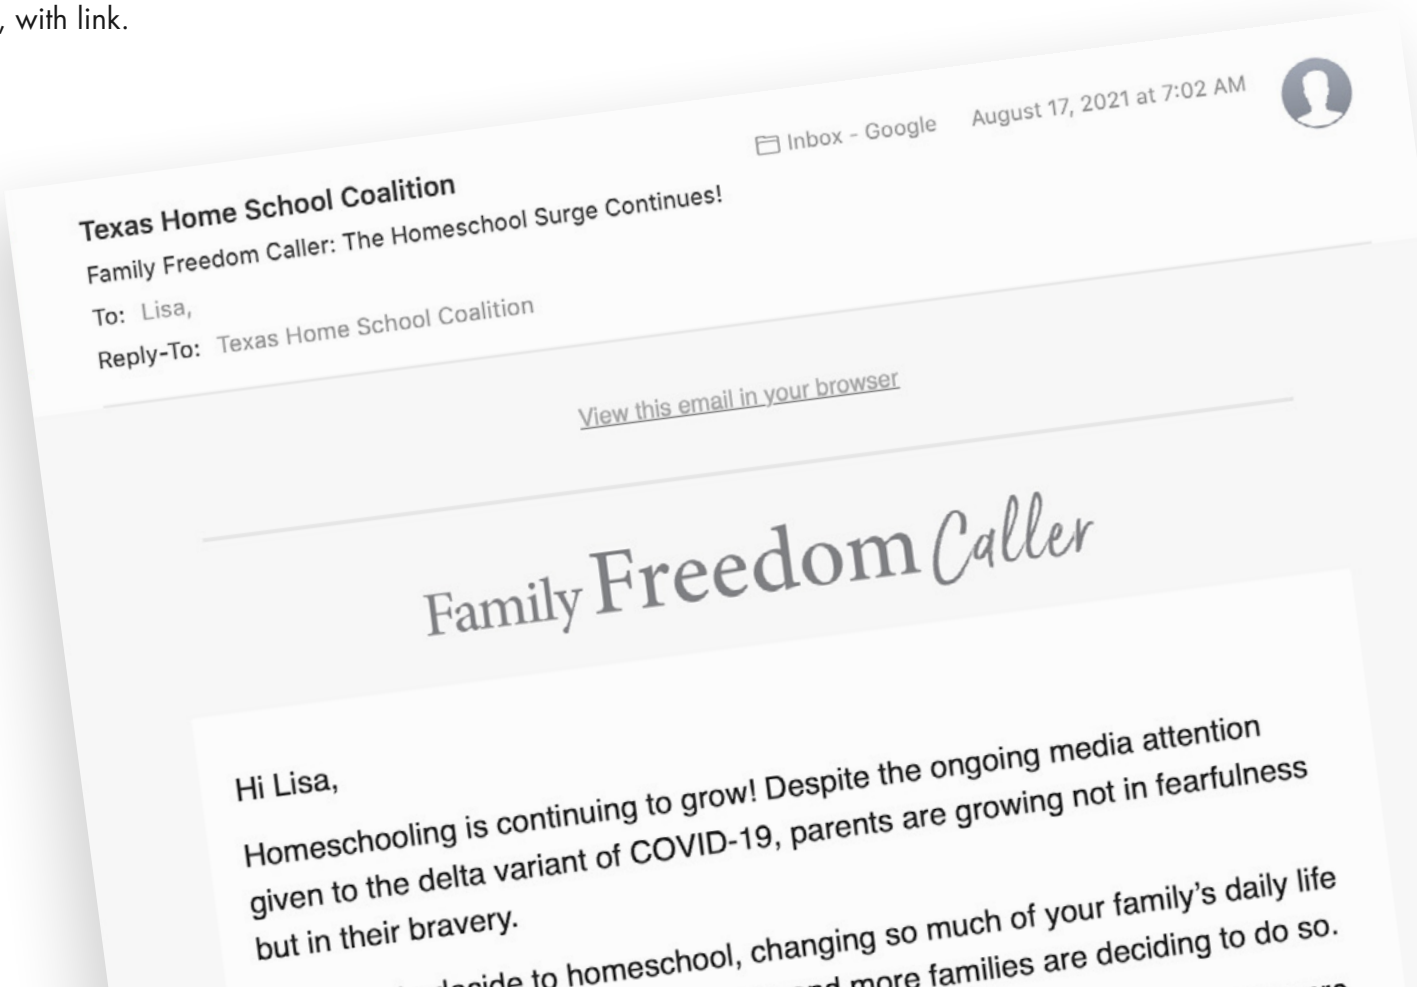 , with link.
Inbox - Google August 17, 2021 at 7:02 AM
Texas Home School Coalition
Family Freedom Caller: The Homeschool Surge Continues!
To: Lisa,
Reply-To: Texas Home School Coalition
View this email in your browser
Family Freedom Caller
Hi Lisa,
Homeschooling is continuing to grow! Despite the ongoing media attention
given to the delta variant of COVID-19, parents are growing not in fearfulness
but in their bravery.
to homeschool, changing so much of your family's daily life
more families are deciding to do so.